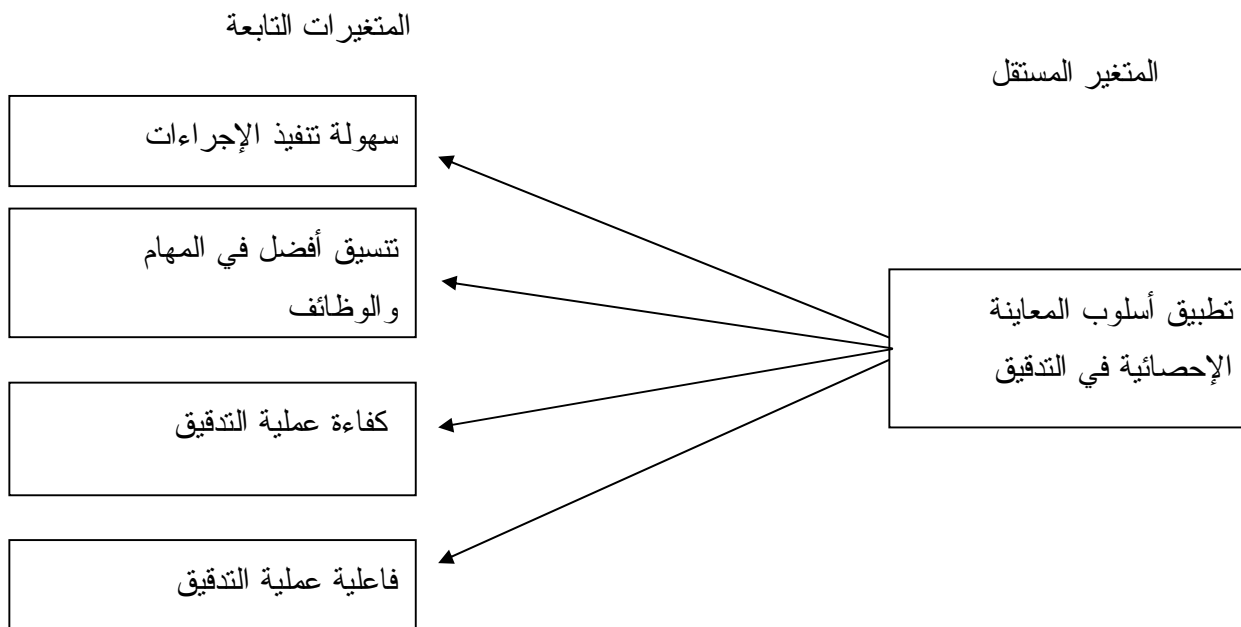 المتغيرات التابعة
المتغير المستقل
سهولة تنفيذ الإجراءات
تنسيق أفضل في المهام
والوظائف
تطبيق أسلوب المعاينة
الإحصائية في التدقيق
كفاءة عملية التدقيق
فاعلية عملية التدقيق